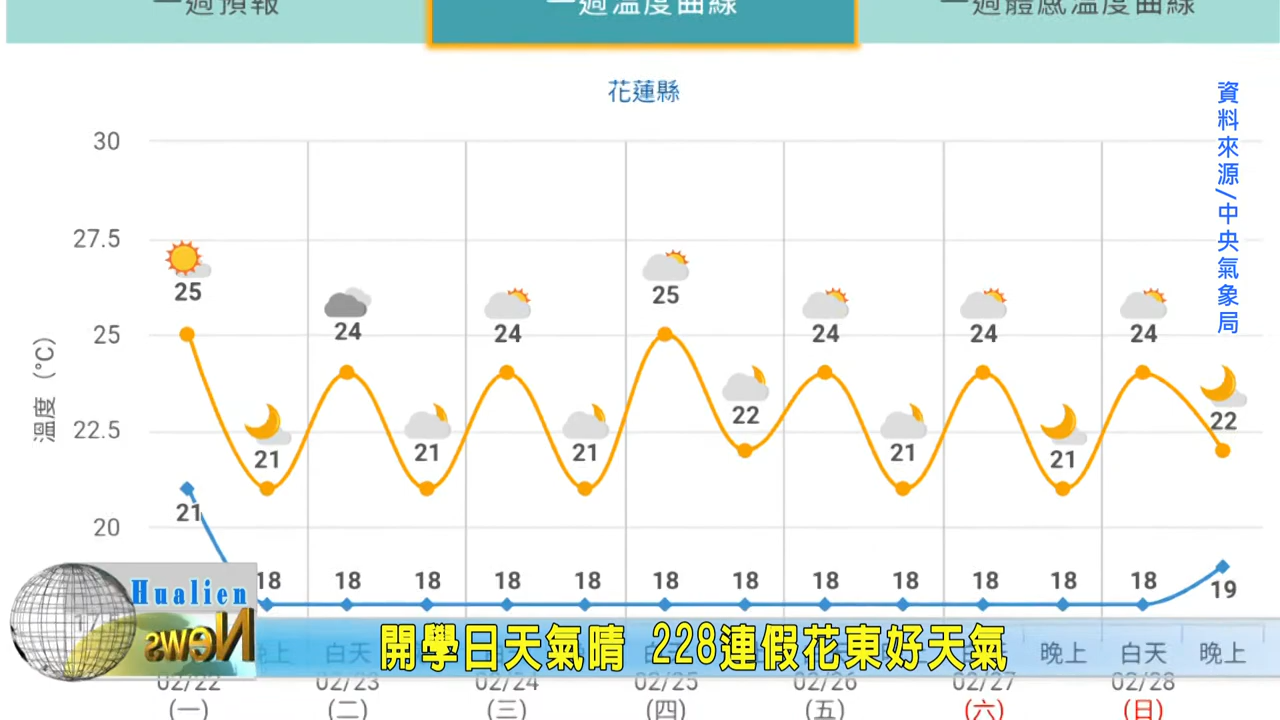 一週預報 一週溫度曲線 一週體感溫度曲線
花蓮縣
資料來源/中央氣象局
溫度 (°C)
30
27.5
25
22.5
20
25 21 24 21 24 21 25 22 24 21 24 21 24 22
21 18 18 18 18 18 18 18 18 18 18 18 18 19
Hualien
News
開學日天氣晴 228連假花東好天氣
晚上 白天 晚上 白天 晚上
02/22 02/23 02/24 02/25 02/26 02/27 02/28
(一) (二) (三) (四) (五) (六) (日)